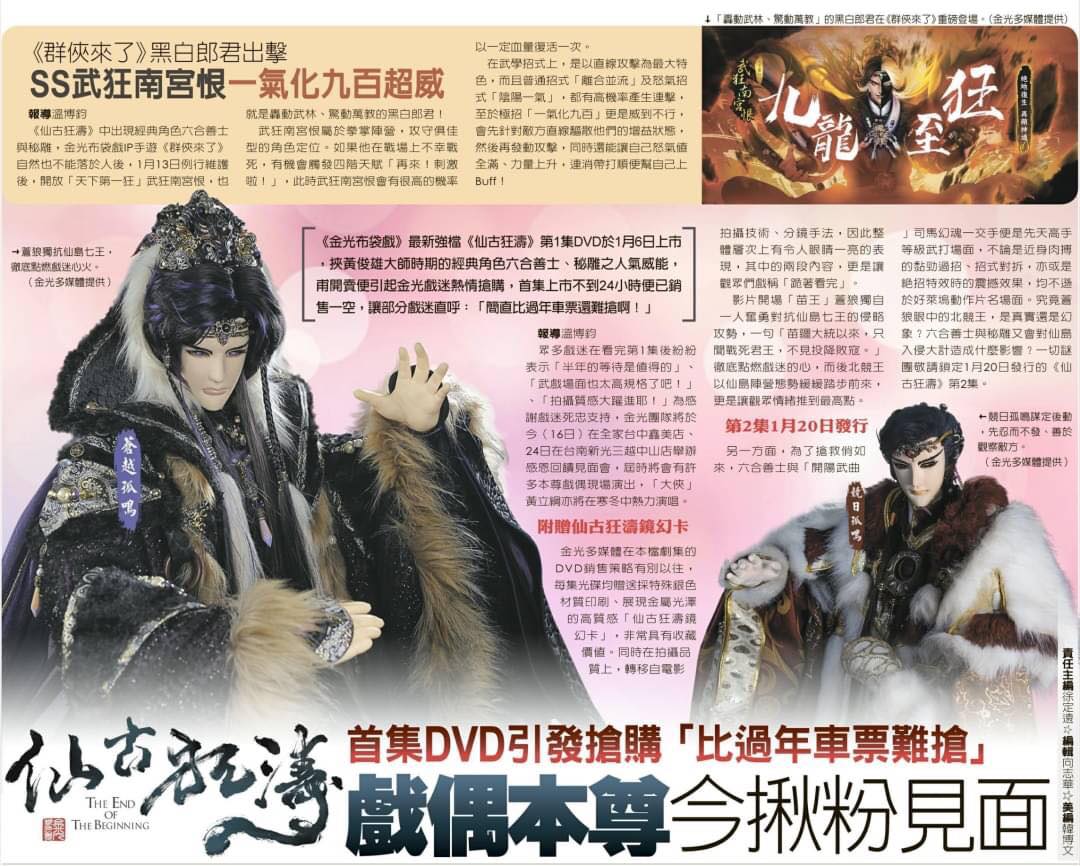 ↓「轟動武林、驚動萬教」的黑白郎君在《群俠來了》重磅登場。（金光多媒體提供）
《群俠來了》黑白郎君出擊
SS武狂南宮恨一氣化九百超威
報導溫博鈞
《仙古狂濤》中出現經典角色六合善士
與秘雕，金光布袋戲IP手遊《群俠來了》
自然也不能落於人後，1月13日例行維護
後，開放「天下第一狂」武狂南宮恨，也
就是轟動武林、驚動萬教的黑白郎君！
武狂南宮恨屬於拳掌陣營，攻守俱佳
型的角色定位。如果他在戰場上不幸戰
死，有機會觸發四階天賦「再來！刺激
啦！」，此時武狂南宮恨會有很高的機率
以一定血量復活一次。
在武學招式上，是以直線攻擊為最大特
色，而且普通招式「離合並流」及怒氣招
式「陰陽一氣」，都有高機率產生連擊，
至於極招「一氣化九百」更是威到不行，
會先針對敵方直線驅散他們的增益狀態，
然後再發動攻擊，同時還能讓自己怒氣值
全滿、力量上升，連消帶打順便幫自己上
Buff！
武狂南宮恨
九龍至狂
絕地復生 真顯神通
→蒼狼獨抗仙島七王，
徹底點燃戲迷心火。
（金光多媒體提供）
《金光布袋戲》最新強檔《仙古狂濤》第1集DVD於1月6日上市
，挾黃俊雄大師時期的經典角色六合善士、秘雕之人氣威能，
甫開賣便引起金光戲迷熱情搶購，首集上市不到24小時便已銷
售一空，讓部分戲迷直呼：「簡直比過年車票還難搶啊！」
報導溫博鈞
眾多戲迷在看完第1集後紛紛
表示「半年的等待是值得的」、
「武戲場面也太高規格了吧！」
、「拍攝質感大躍進耶！」為感
謝戲迷死忠支持，金光團隊將於
今（16日）在全家台中鑫美店、
24日在台南新光三越中山店舉辦
感恩回饋見面會，屆時將會有許
多本尊戲偶現場演出，「大俠」
黃立綱亦將在寒冬中熱力演唱。
附贈仙古狂濤鏡幻卡
金光多媒體在本檔劇集的
DVD銷售策略有別以往，
每集光碟均贈送採特殊銀色
材質印刷、展現金屬光澤
的高質感「仙古狂濤鏡
幻卡」，非常具有收藏
價值。同時在拍攝品
質上，轉移自電影
拍攝技術、分鏡手法，因此整
體層次上有令人眼睛一亮的表
現，其中的兩段內容，更是讓
觀眾們戲稱「跪著看完」。
影片開場「苗王」蒼狼獨自
一人奮勇對抗仙島七王的侵略
攻勢，一句「苗疆大統以來，只
聞戰死君王，不見投降敗寇。」
徹底點燃戲迷的心，而後北競王
以仙島陣營態勢緩緩踏步前來，
更是讓觀眾情緒推到最高點。
第2集1月20日發行
另一方面，為了搶救俏如
來，六合善士與「開陽武曲
」司馬幻魂一交手便是先天高手
等級武打場面，不論是近身肉搏
的黏勁過招、招式對拆，亦或是
絕招特效時的震撼效果，均不遜
於好萊塢動作片名場面。究竟蒼
狼眼中的北競王，是真實還是幻
象？六合善士與秘雕又會對仙島
入侵大計造成什麼影響？一切謎
團敬請鎖定1月20日發行的《仙
古狂濤》第2集。
←競日孤鳴謀定後動
，先忍而不發、善於
觀察敵方。
（金光多媒體提供）
蒼越孤鳴
競日孤鳴
仙古狂濤
THE END
OF
THE BEGINNING
首集DVD引發搶購「比過年車票難搶」
戲偶本尊今揪粉見面
責任主編徐定遠☆編輯向志華☆美編韓博文